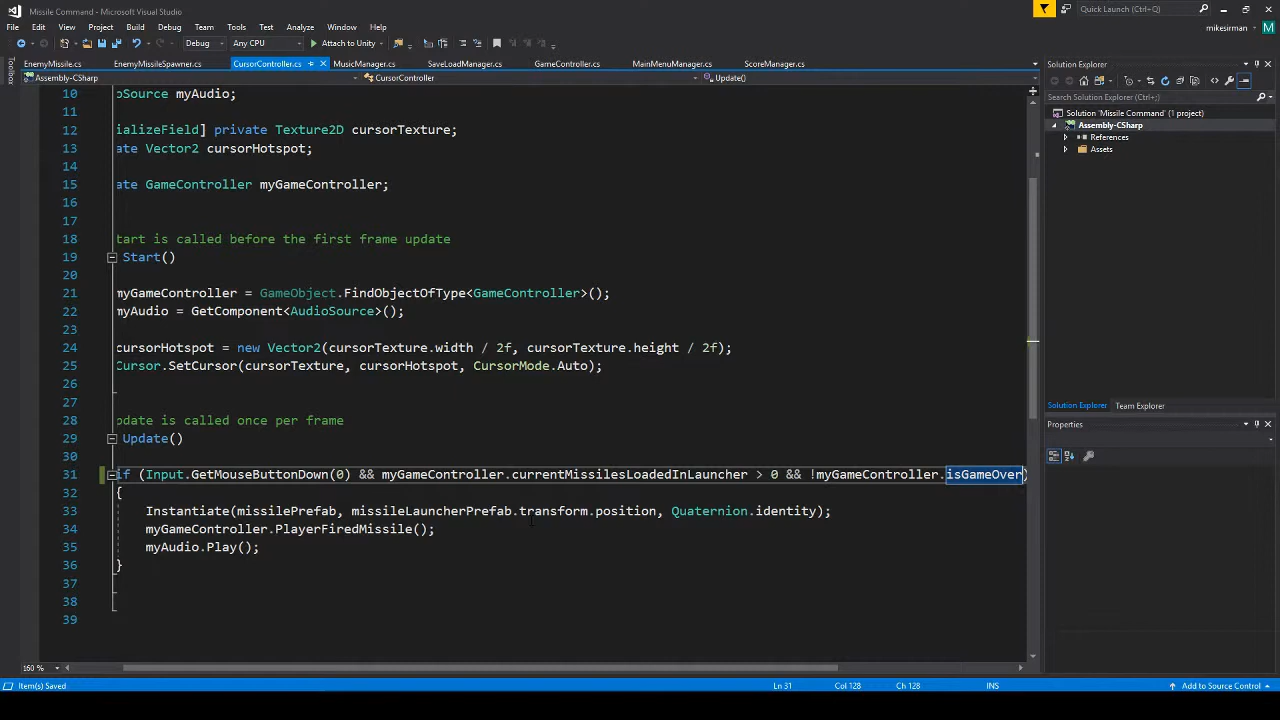 Missile Command - Microsoft Visual Studio
Quick Launch (Ctrl+Q)
File Edit View Project Build Debug Team Tools Test Analyze Window Help
mikesirman M
Debug Any CPU Attach to Unity
Toolbox
EnemyMissile.cs EnemyMissileSpawner.cs CursorController.cs MusicManager.cs SaveLoadManager.cs GameController.cs MainMenuManager.cs ScoreManager.cs
Assembly-CSharp CursorController Update()
10 oSource myAudio;
11
12 ializeField] private Texture2D cursorTexture;
13 ate Vector2 cursorHotspot;
14
15 ate GameController myGameController;
16
17
18 tart is called before the first frame update
19 Start()
20
21 myGameController = GameObject.FindObjectOfType<GameController>();
22 myAudio = GetComponent<AudioSource>();
23
24 cursorHotspot = new Vector2(cursorTexture.width / 2f, cursorTexture.height / 2f);
25 Cursor.SetCursor(cursorTexture, cursorHotspot, CursorMode.Auto);
26
27
28 pdate is called once per frame
29 Update()
30
31 if (Input.GetMouseButtonDown(0) && myGameController.currentMissilesLoadedInLauncher > 0 && !myGameController.isGameOver)
32 {
33 Instantiate(missilePrefab, missileLauncherPrefab.transform.position, Quaternion.identity);
34 myGameController.PlayerFiredMissile();
35 myAudio.Play();
36 }
37
38
39
160 %
Solution Explorer
Search Solution Explorer (Ctrl+;)
Solution 'Missile Command' (1 project)
Assembly-CSharp
References
Assets
Solution Explorer Team Explorer
Properties
Item(s) Saved Ln 31 Col 128 Ch 128 INS Add to Source Control